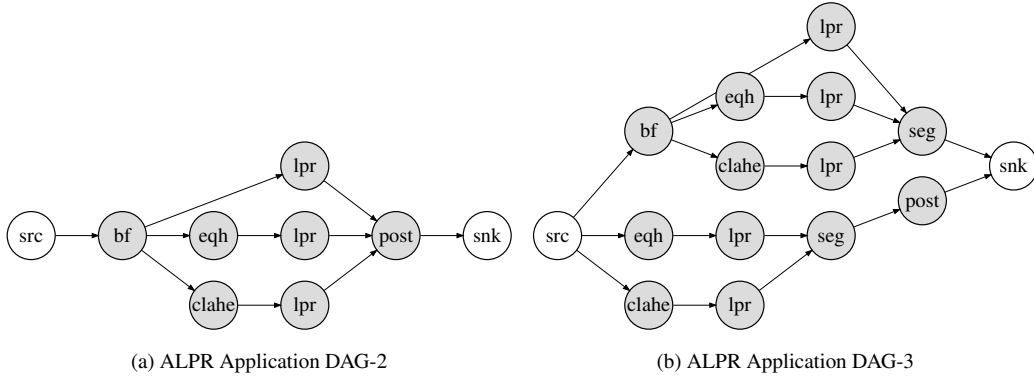 lpr
src bf eqh lpr post snk
clahe lpr
(a) ALPR Application DAG-2
lpr
eqh lpr
bf seg
clahe lpr snk
post
src eqh lpr seg
clahe lpr
(b) ALPR Application DAG-3